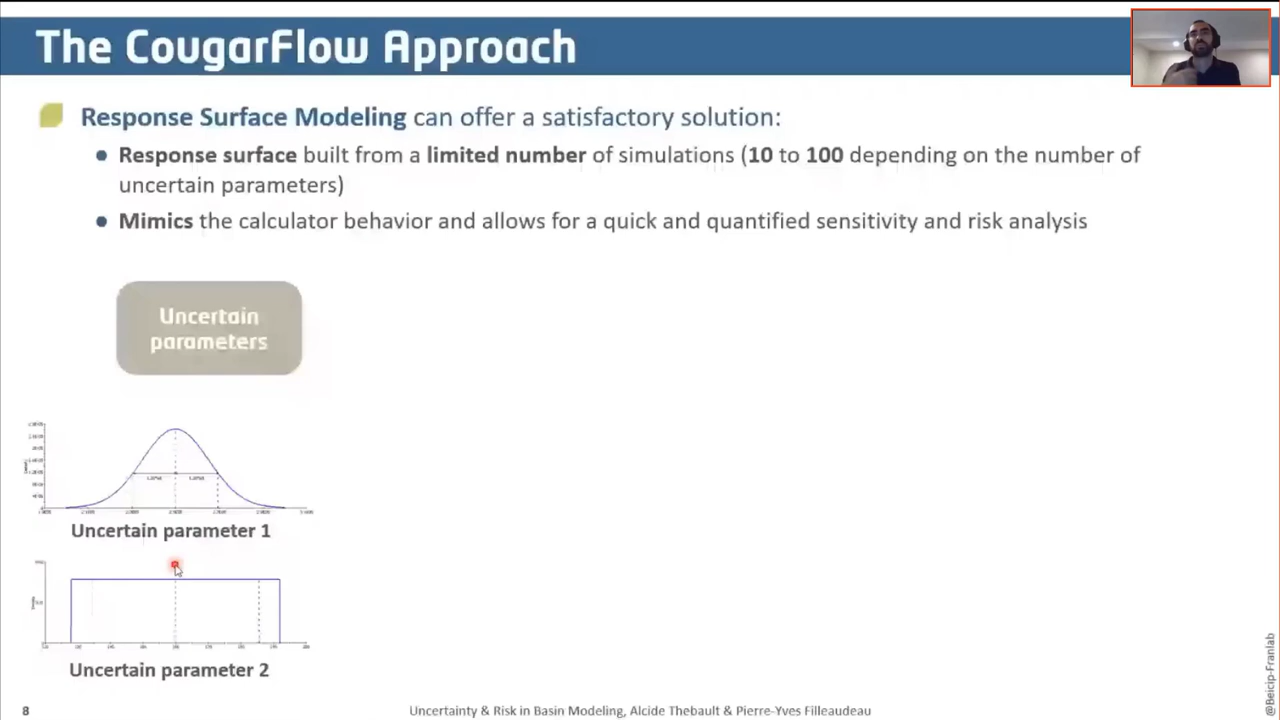 The CougarFlow Approach
Response Surface Modeling can offer a satisfactory solution:
Response surface built from a limited number of simulations (10 to 100 depending on the number of
uncertain parameters)
Mimics the calculator behavior and allows for a quick and quantified sensitivity and risk analysis
Uncertain
parameters
Uncertain parameter 1
Uncertain parameter 2
8
Uncertainty & Risk in Basin Modeling, Alcide Thebault & Pierre-Yves Filleaudeau
@Beicip-Franlab